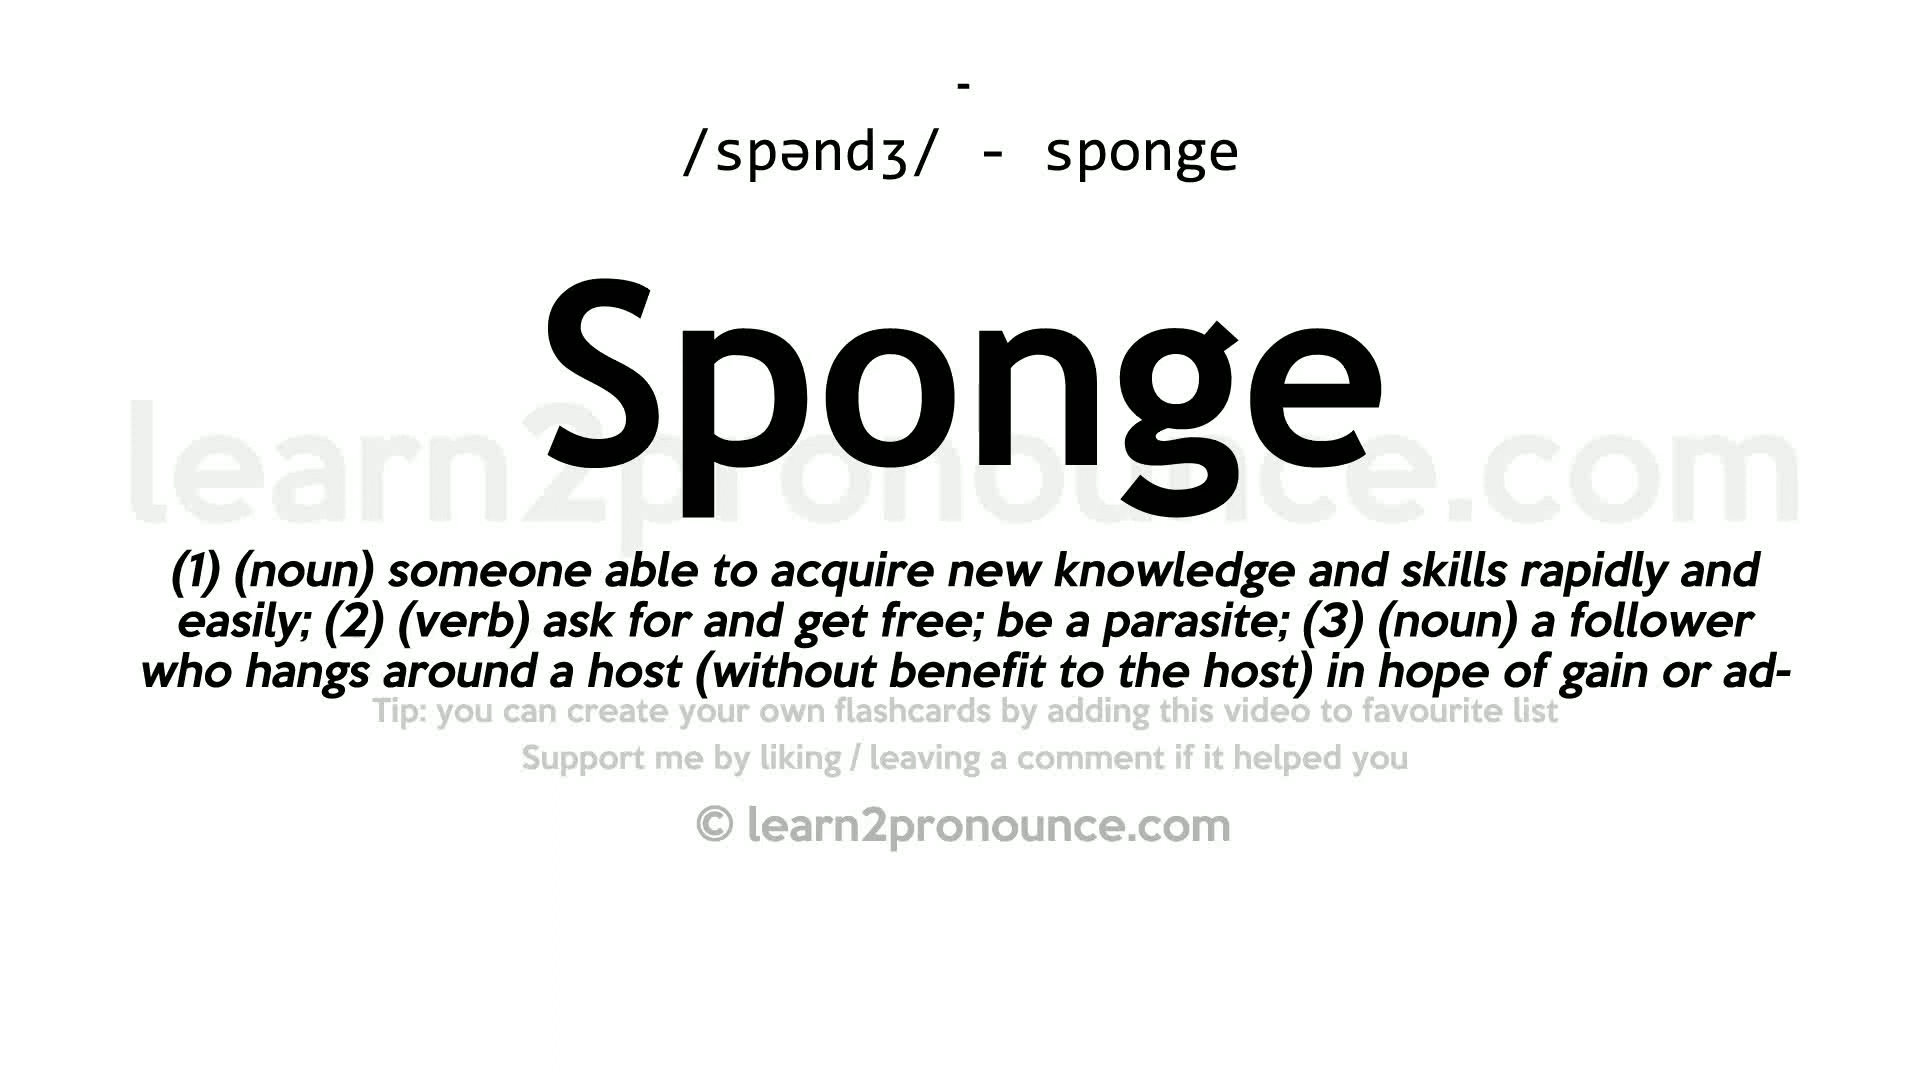 -
/spəndʒ/ - sponge
Sponge
learn2pronounce.com
(1) (noun) someone able to acquire new knowledge and skills rapidly and
easily; (2) (verb) ask for and get free; be a parasite; (3) (noun) a follower
who hangs around a host (without benefit to the host) in hope of gain or ad-
Tip: you can create your own flashcards by adding this video to favourite list
Support me by liking / leaving a comment if it helped you
© learn2pronounce.com